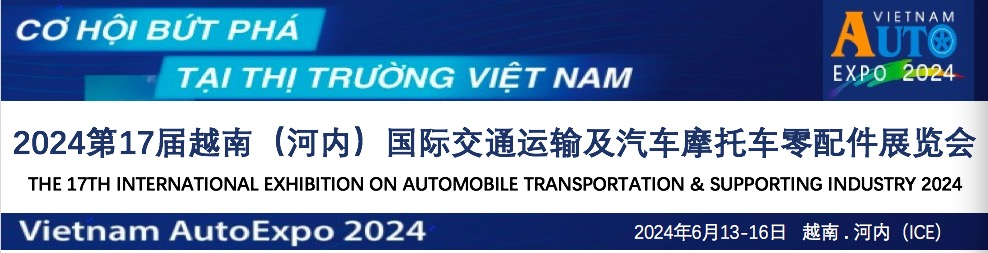 CƠ HỘI BỨT PHÁ
TẠI THỊ TRƯỜNG VIỆT NAM
VIETNAM
AUTO
EXPO 2024
2024第17届越南（河内）国际交通运输及汽车摩托车零配件展览会
THE 17TH INTERNATIONAL EXHIBITION ON AUTOMOBILE TRANSPORTATION & SUPPORTING INDUSTRY 2024
Vietnam AutoExpo 2024
2024年6月13-16日 越南 . 河内（ICE）